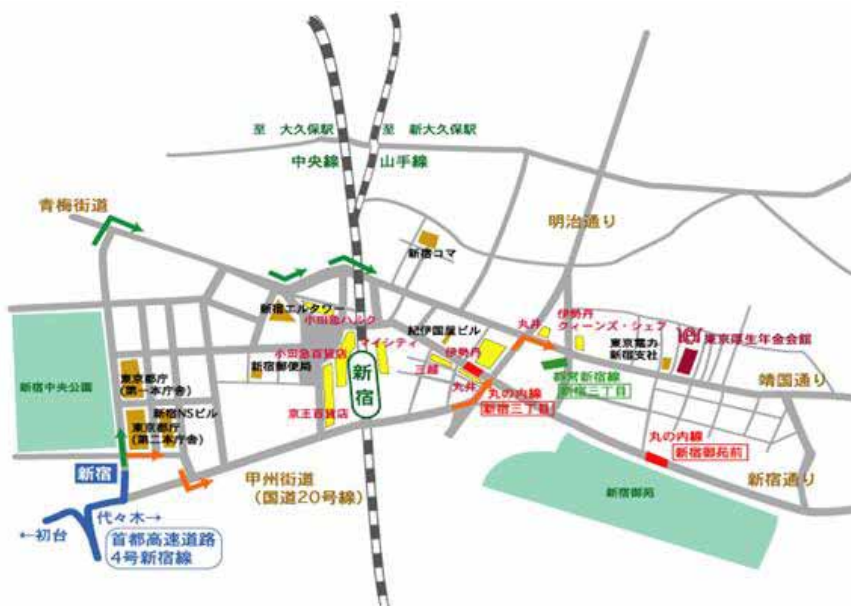 至　大久保駅
至　新大久保駅
中央線
山手線
青梅街道
明治通り
新宿コマ
新宿エルタワー
小田急ハルク
紀伊國屋ビル
丸井
伊勢丹
クィーンズ・シェフ
東京厚生年金会館
小田急百貨店
マイシティ
伊勢丹
東京電力
新宿支社
新宿郵便局
三越
新宿
都営新宿線
新宿三丁目
靖国通り
新宿中央公園
東京都庁
(第一本庁舎)
丸井
丸の内線
新宿三丁目
京王百貨店
新宿NSビル
東京都庁
(第二本庁舎)
丸の内線
新宿御苑前
新宿
甲州街道
(国道20号線)
新宿御苑
新宿通り
代々木→
←初台
首都高速道路
4号新宿線